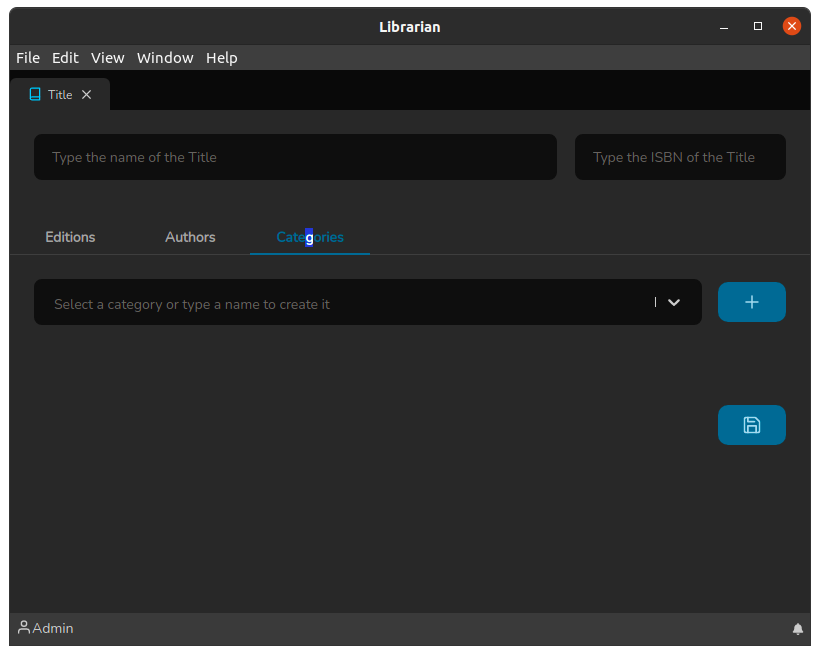 Librarian
File Edit View Window Help
Title
Type the name of the Title
Type the ISBN of the Title
Editions Authors Categories
Select a category or type a name to create it
Admin